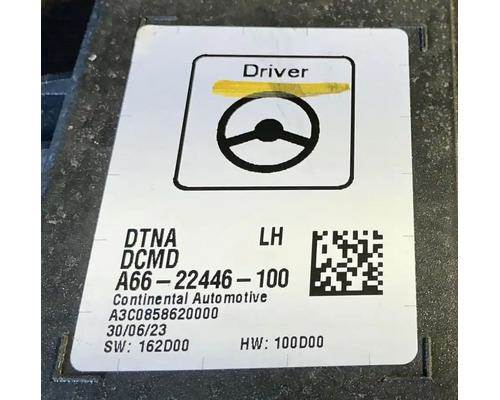 Driver
DTNA LH
DCMD
A66-22446-100
Continental Automotive
A3C0858620000
30/06/23
SW: 162D00 HW: 100D00